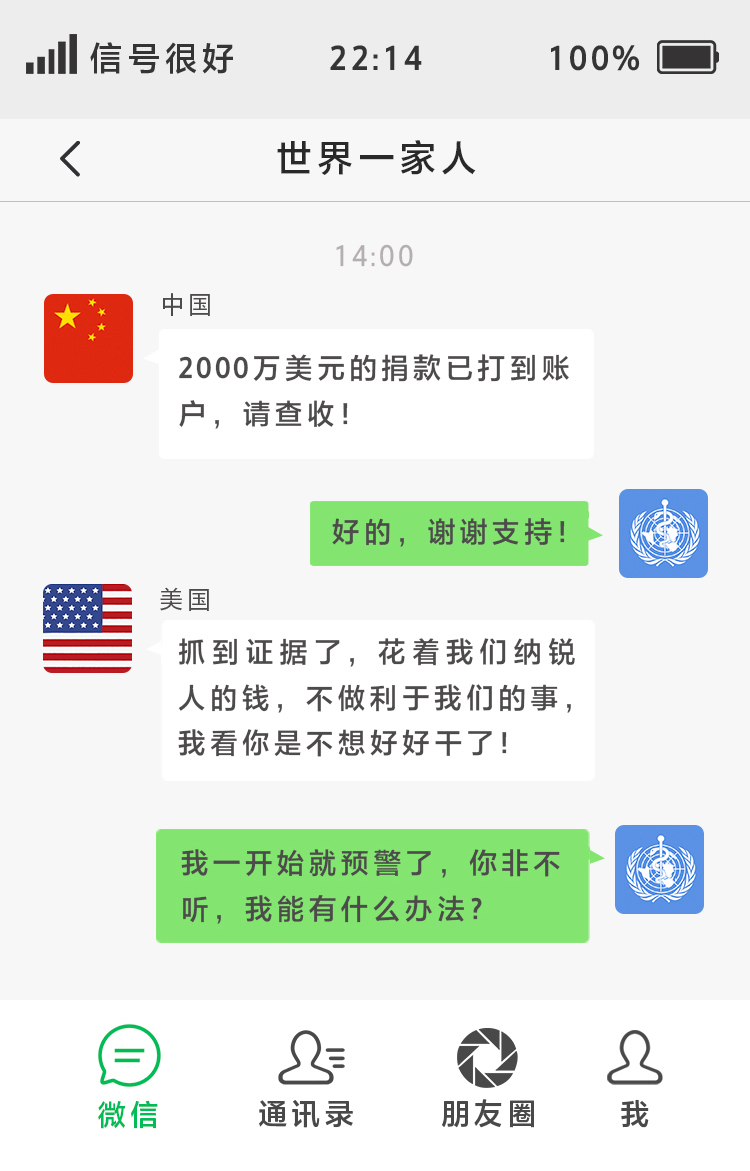 信号很好 22:14 100%
世界一家人
14:00
中国
2000万美元的捐款已打到账
户，请查收！
好的，谢谢支持！
美国
抓到证据了，花着我们纳锐
人的钱，不做利于我们的事，
我看你是不想好好干了！
我一开始就预警了，你非不
听，我能有什么办法？
微信 通讯录 朋友圈 我